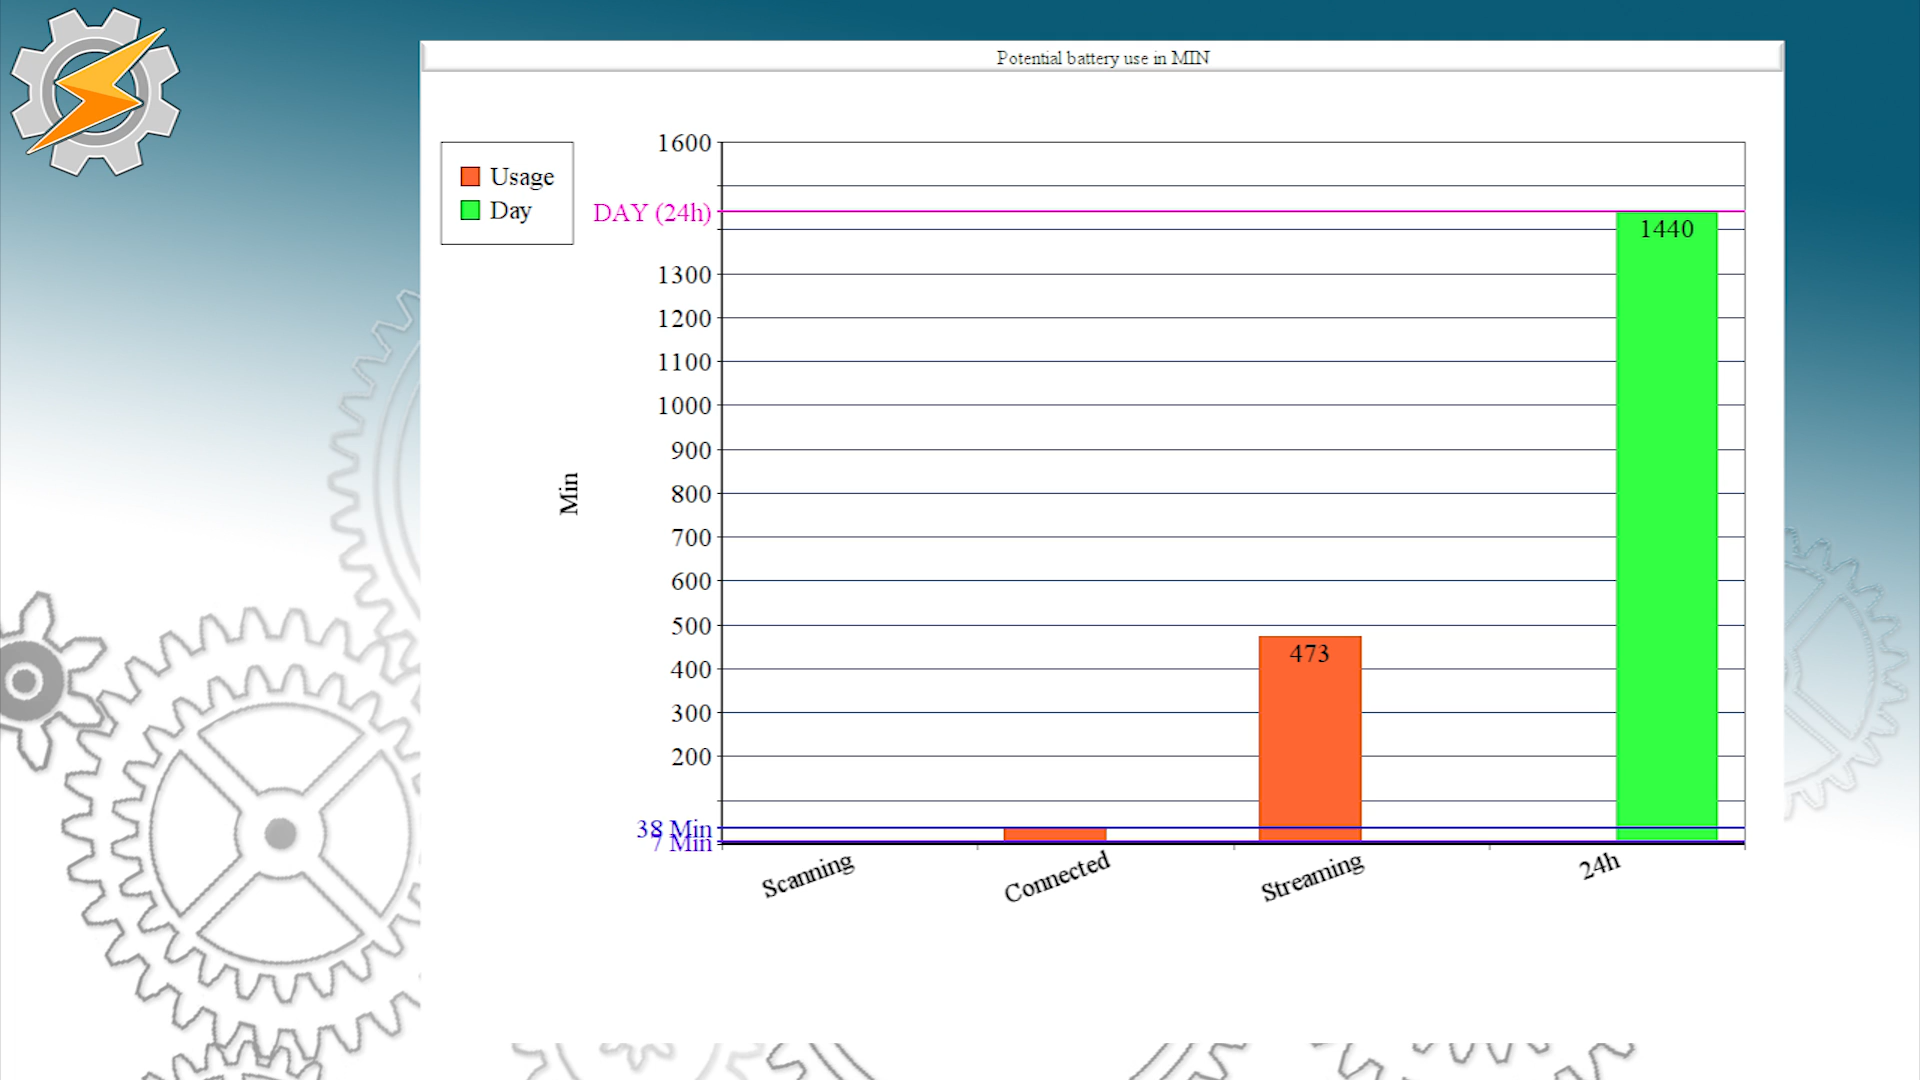 Potential battery use in MIN
Usage
Day
1600
DAY (24h)
1440
1300
1200
1100
1000
900
800
700
600
500
400
300
200
38 Min
7 Min
Min
473
Scanning
Connected
Streaming
24h